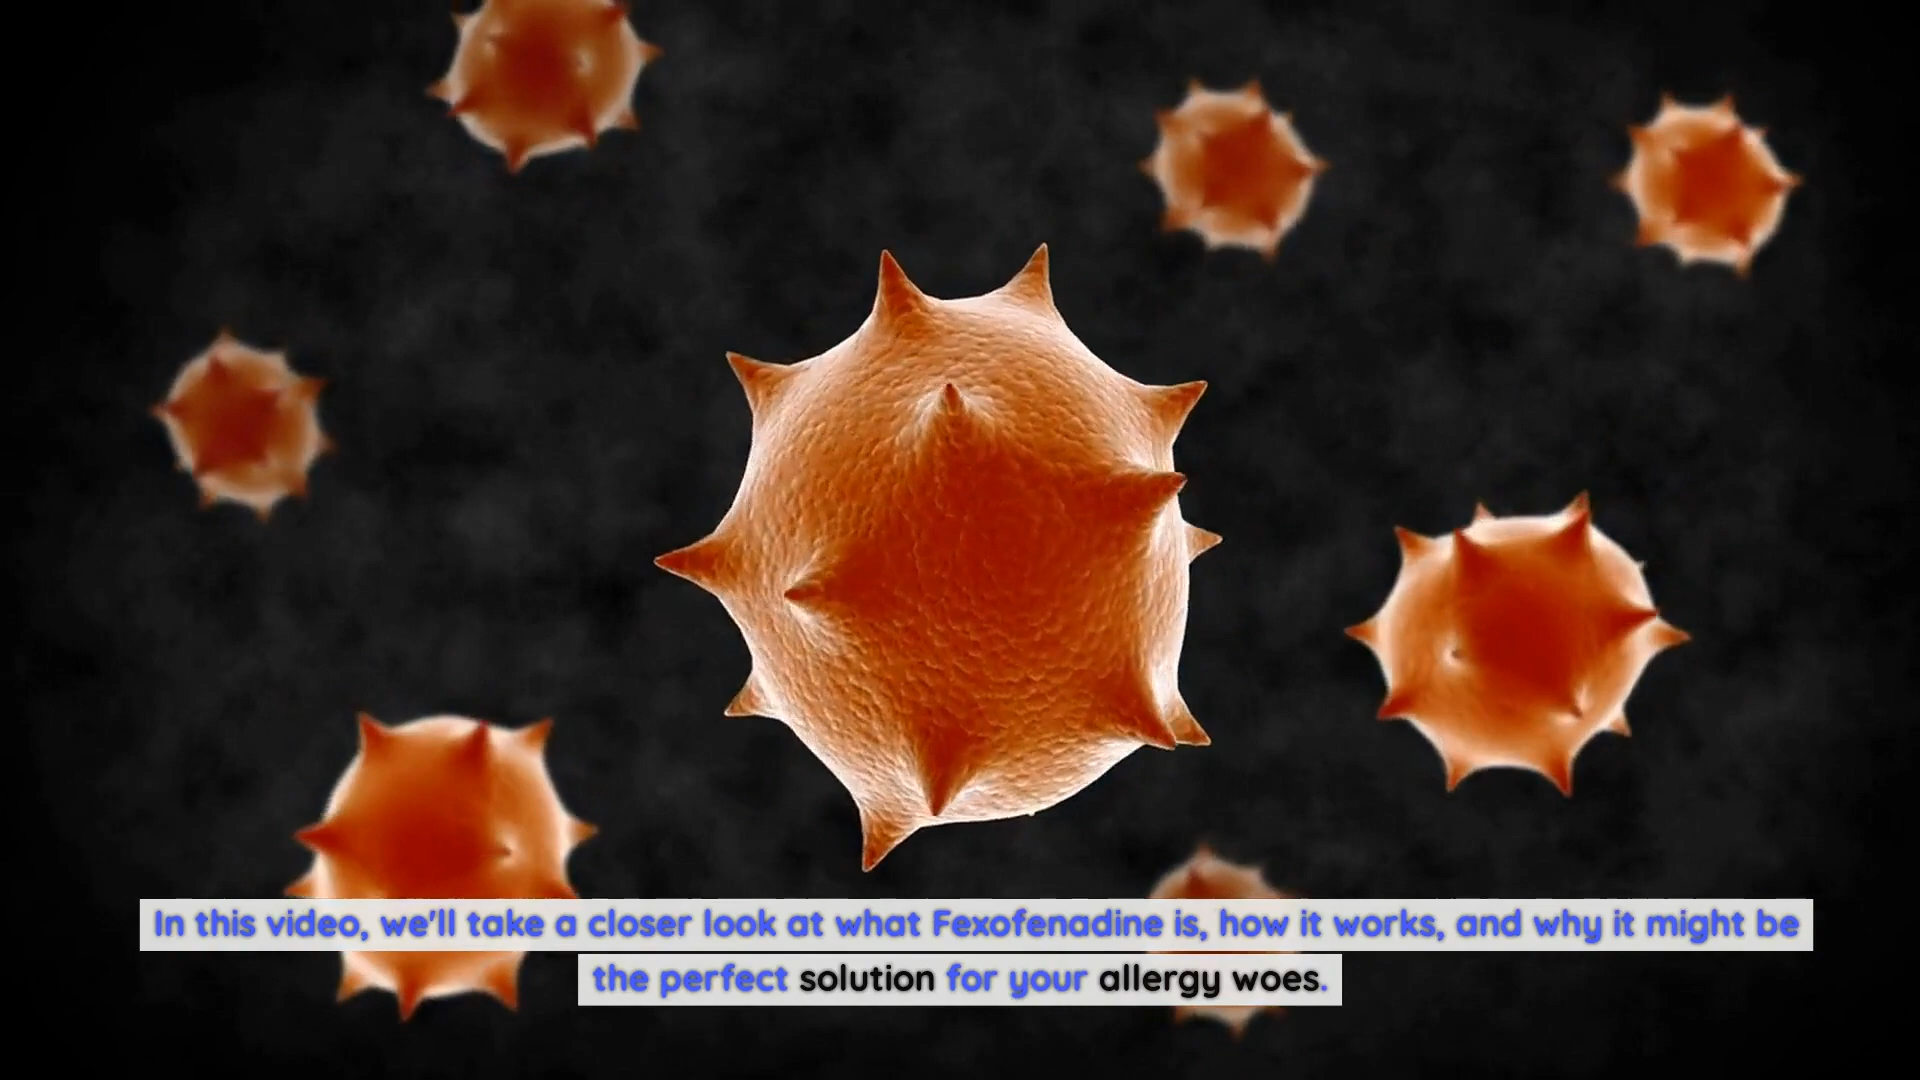 In this video, we'll take a closer look at what Fexofenadine is, how it works, and why it might be
the perfect solution for your allergy woes.